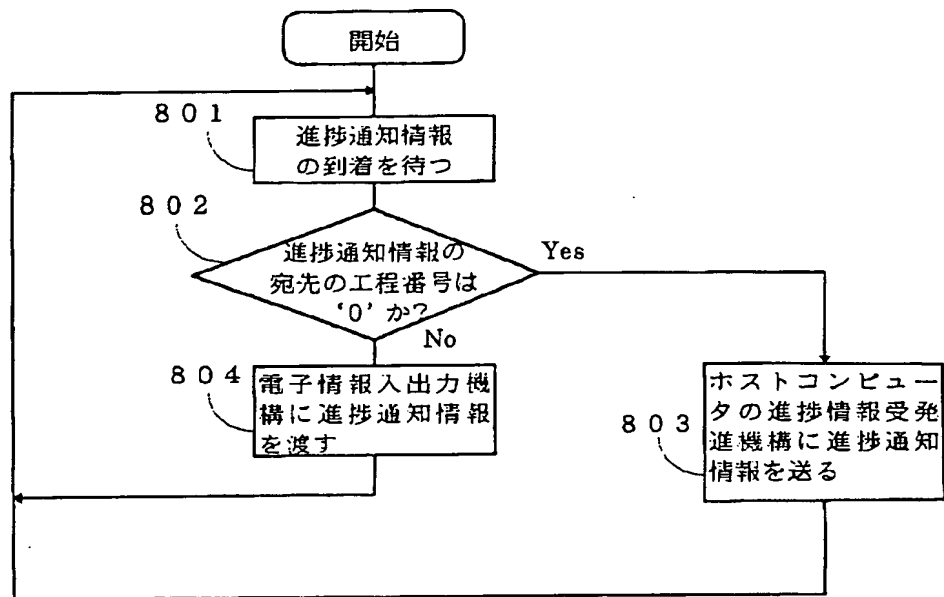 開始
801
進捗通知情報
の到着を待つ
802
進捗通知情報の
宛先の工程番号は
‘0’か?
Yes
No
804
電子情報入出力機
構に進捗通知情報
を渡す
803
ホストコンピュー
タの進捗情報受発
進機構に進捗通知
情報を送る